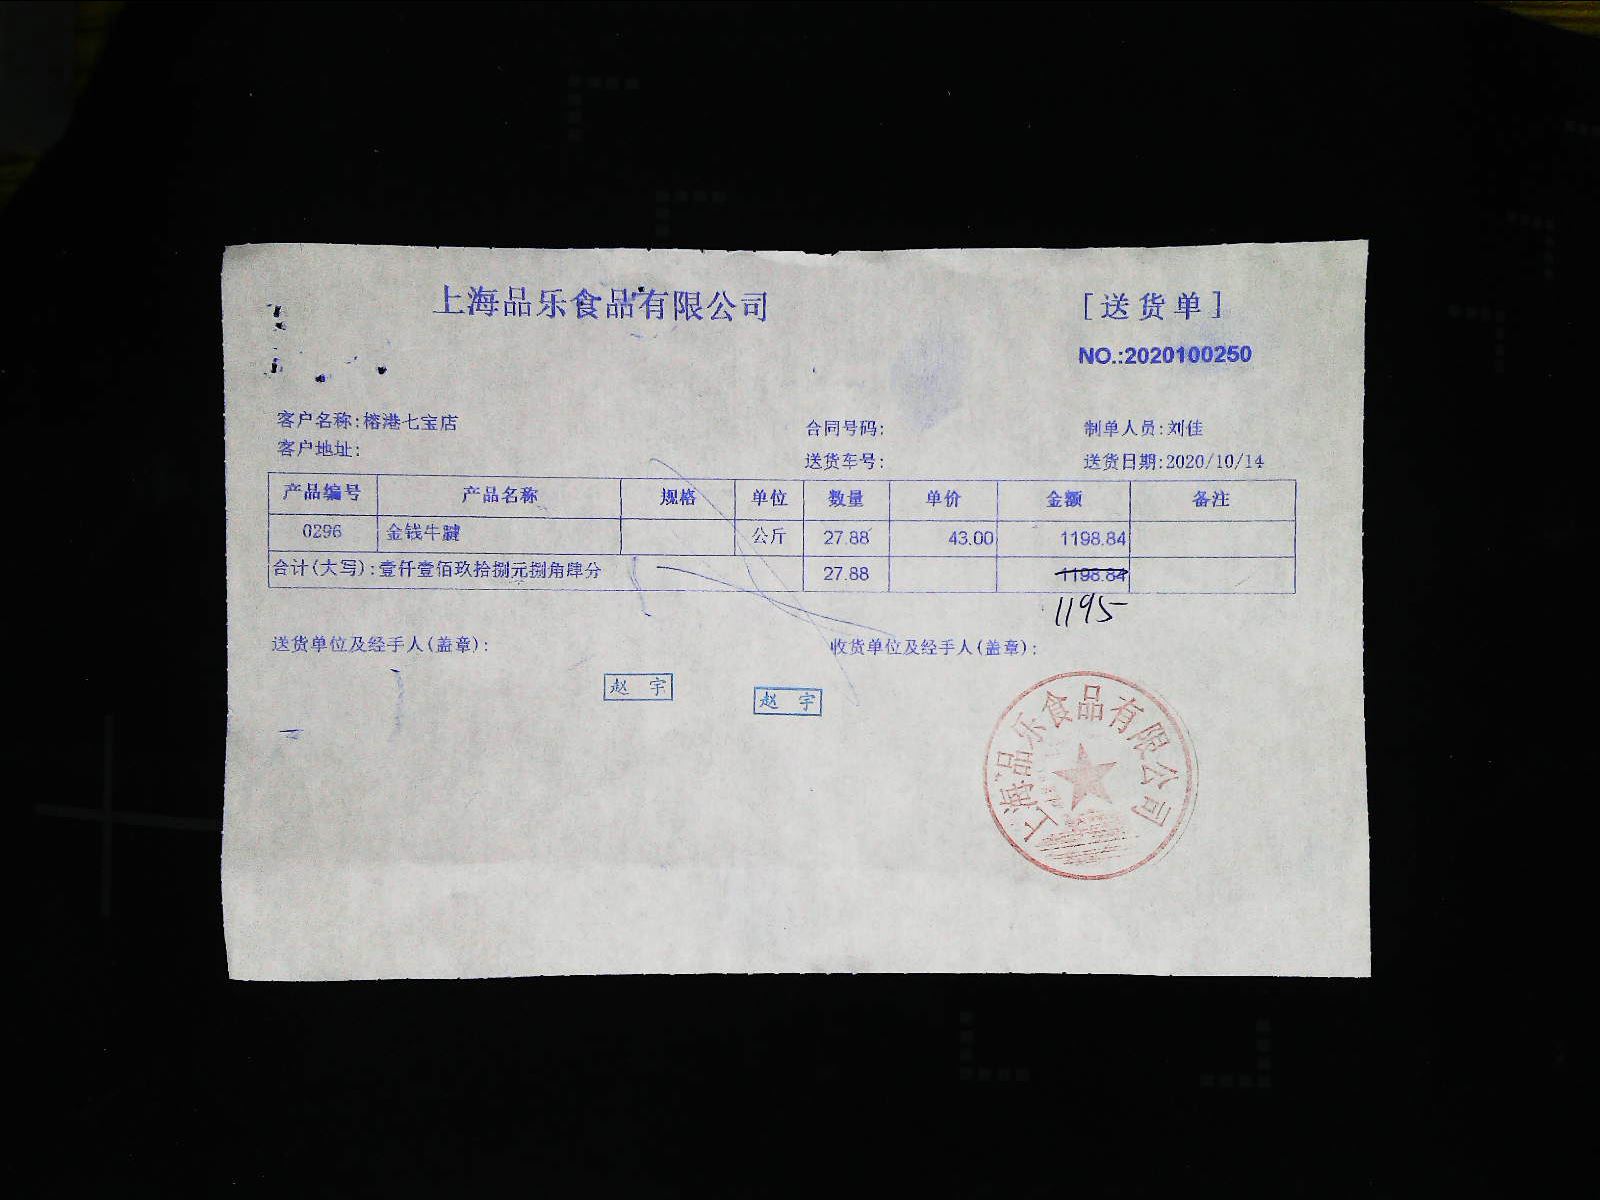 上海品乐食品有限公司 [送货单]
NO.:2020100250
客户名称:榕港七宝店 合同号码: 制单人员:刘佳
客户地址: 送货车号: 送货日期:2020/10/14
产品编号 产品名称 规格 单位 数量 单价 金额 备注
0296 金钱牛腱 公斤 27.88 43.00 1198.84
合计(大写):壹仟壹佰玖拾捌元捌角肆分 27.88 1198.84
1195
送货单位及经手人(盖章): 收货单位及经手人(盖章):
赵 宇 赵 宇
上海品乐食品有限公司